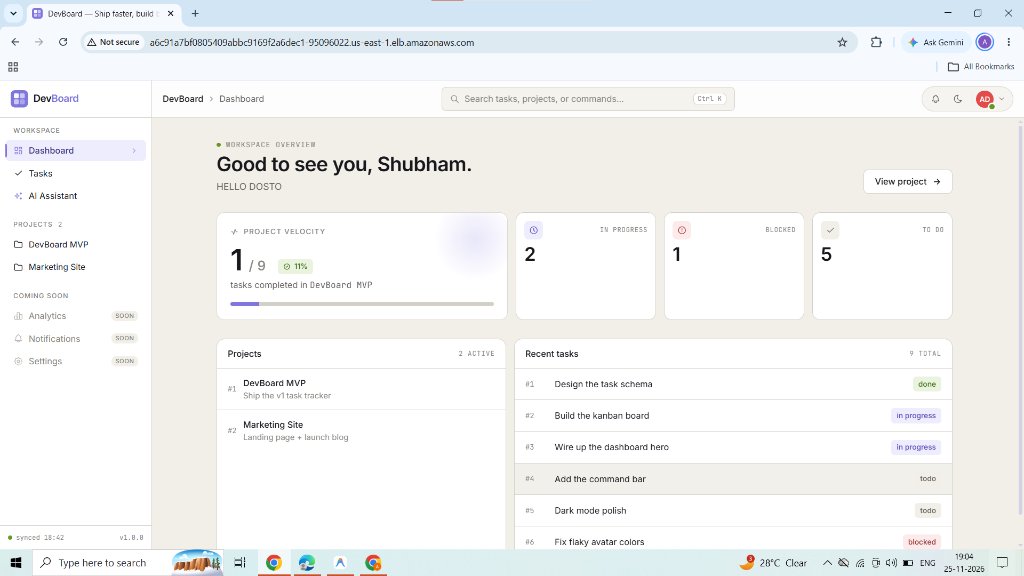 DevBoard — Ship faster, build b
Not secure
a6c91a7bf0805409abbc9169f2a6dec1-95096022.us-east-1.elb.amazonaws.com
Ask Gemini
A
All Bookmarks
DevBoard
DevBoard > Dashboard
Search tasks, projects, or commands...
Ctrl K
AD
WORKSPACE
Dashboard
Tasks
AI Assistant
PROJECTS 2
DevBoard MVP
Marketing Site
COMING SOON
Analytics SOON
Notifications SOON
Settings SOON
synced 18:42 v1.0.0
WORKSPACE OVERVIEW
Good to see you, Shubham.
HELLO DOSTO
View project →
PROJECT VELOCITY
1 / 9 11%
tasks completed in DevBoard MVP
IN PROGRESS
2
BLOCKED
1
TO DO
5
Projects 2 ACTIVE
#1 DevBoard MVP
Ship the v1 task tracker
#2 Marketing Site
Landing page + launch blog
Recent tasks 9 TOTAL
#1 Design the task schema done
#2 Build the kanban board in progress
#3 Wire up the dashboard hero in progress
#4 Add the command bar todo
#5 Dark mode polish todo
#6 Fix flaky avatar colors blocked
Type here to search
3
28°C Clear
ENG
19:04
25-11-2026